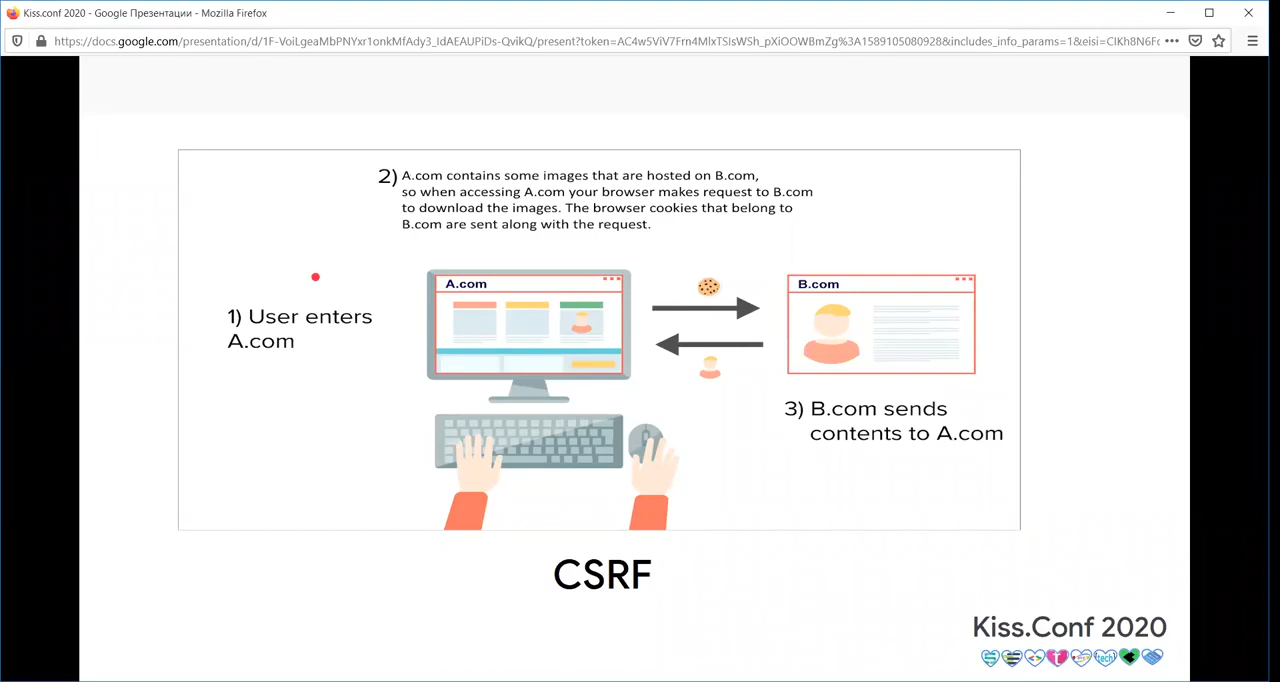 Kiss.conf 2020 - Google Презентации - Mozilla Firefox
https://docs.google.com/presentation/d/1F-VoiLgeaMbPNYxr1onkMfAdy3_IdAEAUPiDs-QvikQ/present?token=AC4w5ViV7Frn4MlxTSIsWSh_pXiOOWBmZg%3A1589105080928&includes_info_params=1&eisi=CIKh8N6Fc
2) A.com contains some images that are hosted on B.com,
so when accessing A.com your browser makes request to B.com
to download the images. The browser cookies that belong to
B.com are sent along with the request.
A.com
B.com
1) User enters
A.com
3) B.com sends
contents to A.com
CSRF
Kiss.Conf 2020